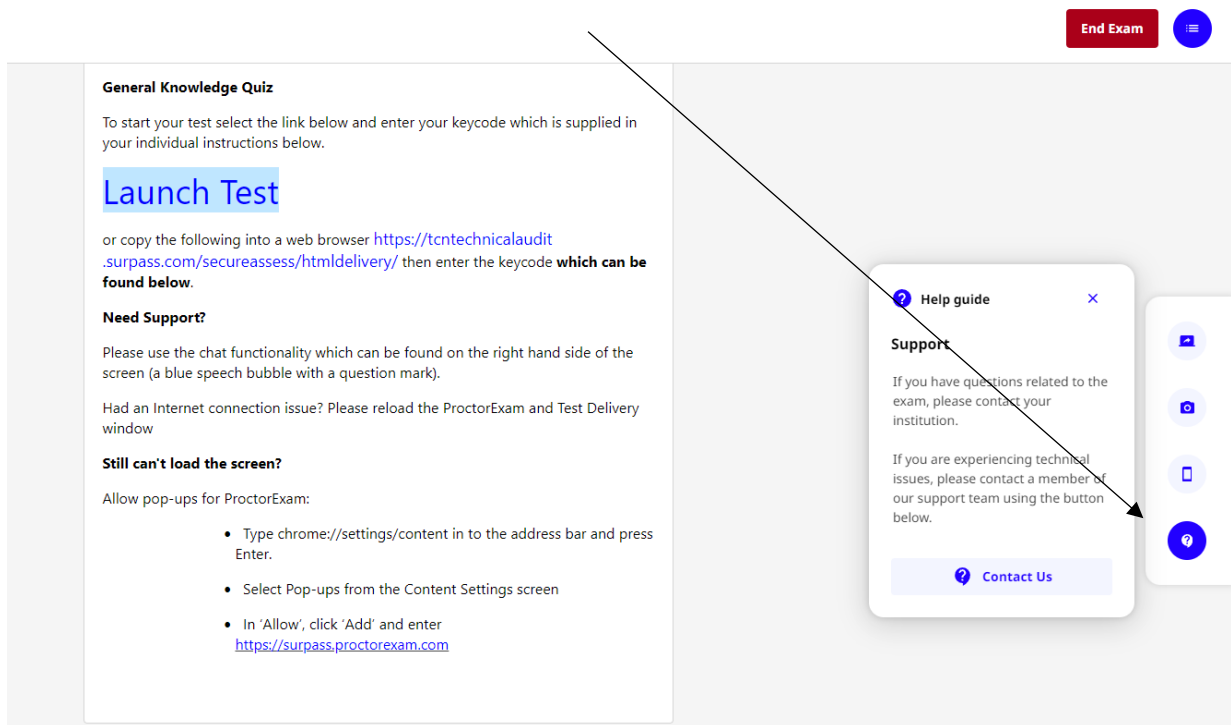 End Exam
General Knowledge Quiz
To start your test select the link below and enter your keycode which is supplied in
your individual instructions below.
Launch Test
or copy the following into a web browser https://tcntechnicalaudit
.surpass.com/secureassess/htmldelivery/ then enter the keycode which can be
found below.
Need Support?
Please use the chat functionality which can be found on the right hand side of the
screen (a blue speech bubble with a question mark).
Had an Internet connection issue? Please reload the ProctorExam and Test Delivery
window
Still can't load the screen?
Allow pop-ups for ProctorExam:
• Type chrome://settings/content in to the address bar and press
Enter.
• Select Pop-ups from the Content Settings screen
• In ‘Allow’, click ‘Add’ and enter
https://surpass.proctorexam.com
Help guide
Support
If you have questions related to the
exam, please contact your
institution.
If you are experiencing technical
issues, please contact a member of
our support team using the button
below.
Contact Us